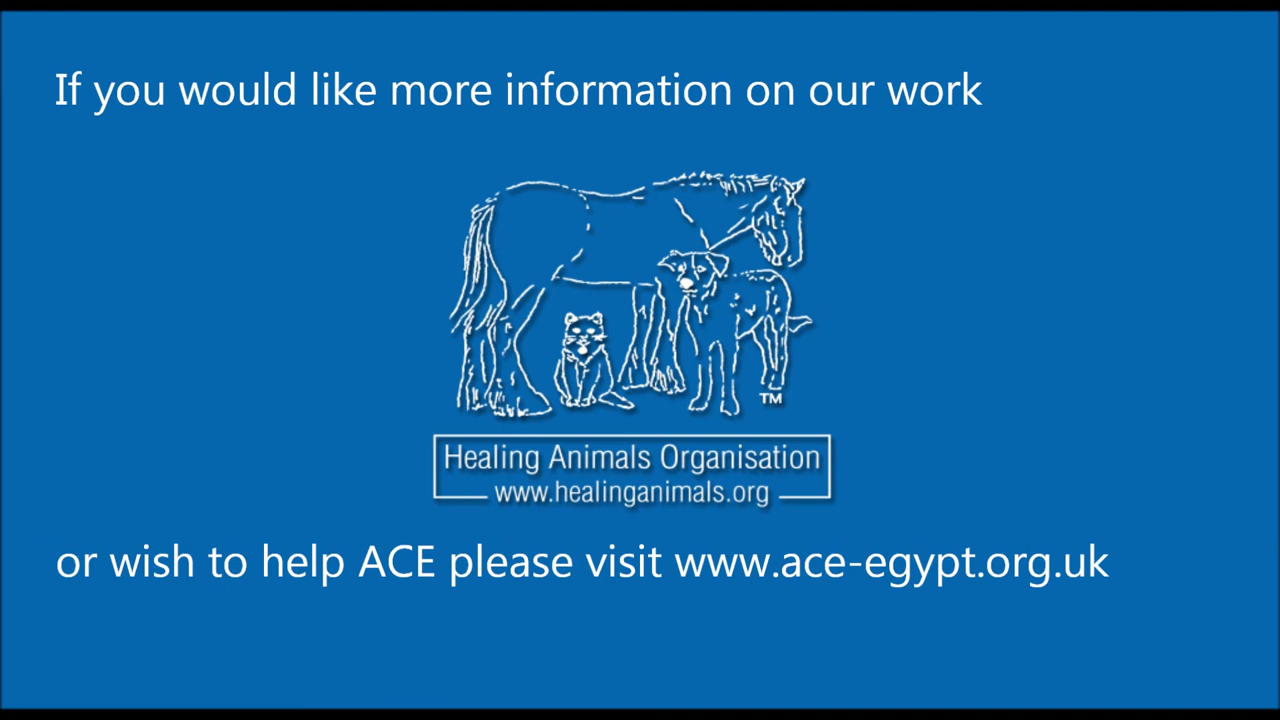 If you would like more information on our work
TM
Healing Animals Organisation
www.healinganimals.org
or wish to help ACE please visit www.ace-egypt.org.uk